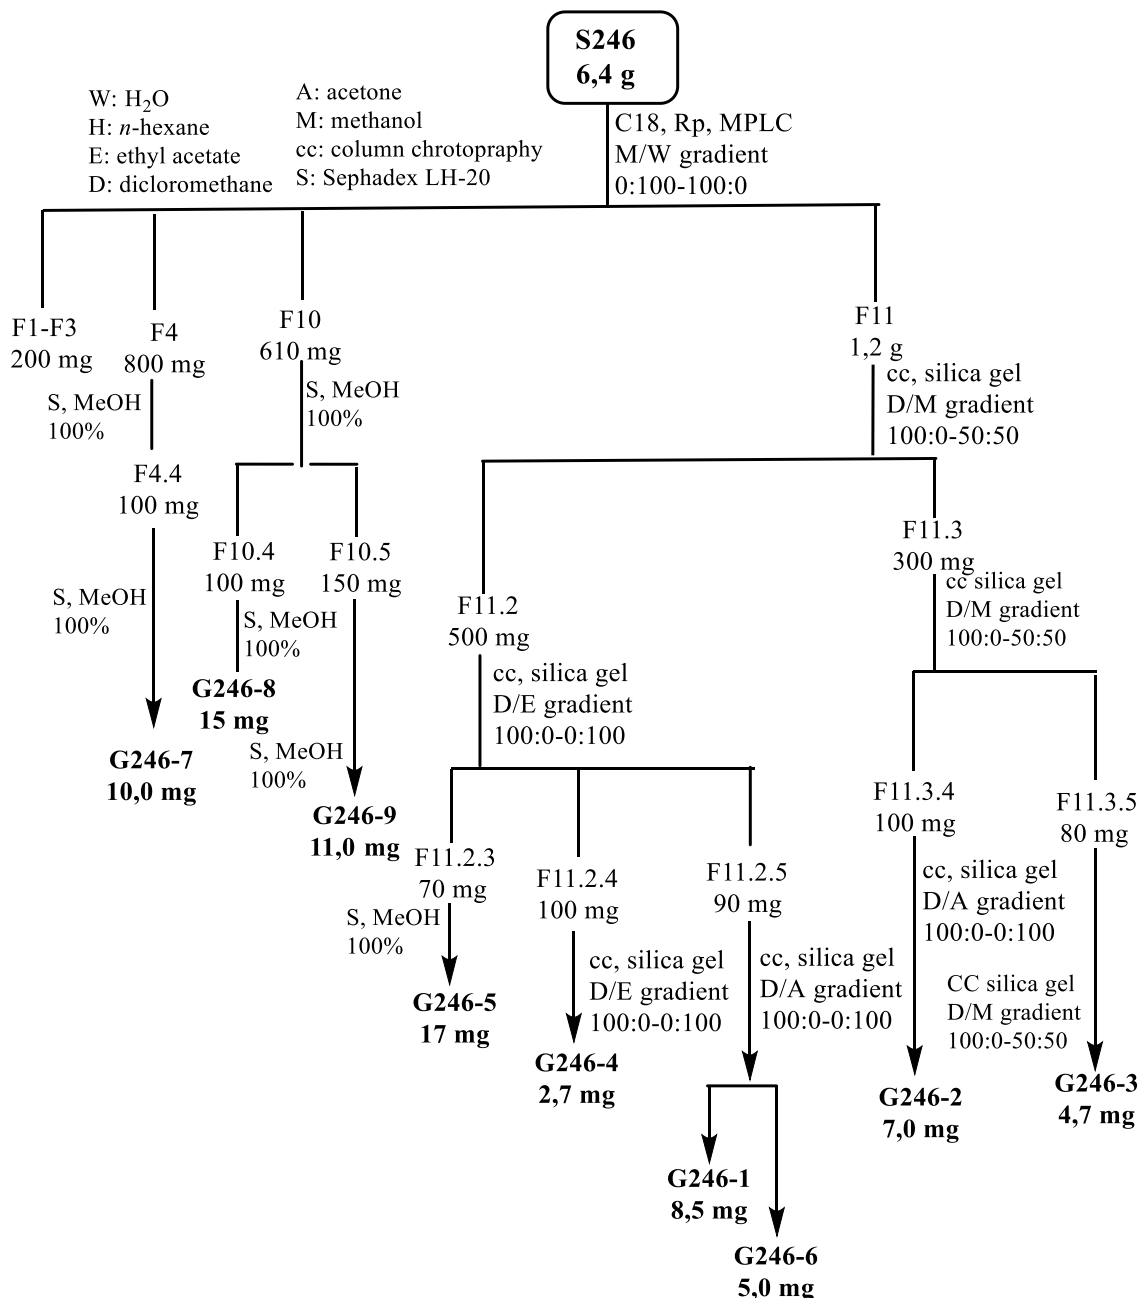 S246
6,4 g
W: H2O
H: n-hexane
E: ethyl acetate
D: dicloromethane
A: acetone
M: methanol
cc: column chrotopraphy
S: Sephadex LH-20
C18, Rp, MPLC
M/W gradient
0:100-100:0
F1-F3
200 mg
F4
800 mg
F10
610 mg
F11
1,2 g
S, MeOH
100%
S, MeOH
100%
cc, silica gel
D/M gradient
100:0-50:50
F4.4
100 mg
F10.4
100 mg
F10.5
150 mg
F11.2
500 mg
F11.3
300 mg
cc silica gel
D/M gradient
100:0-50:50
S, MeOH
100%
S, MeOH
100%
G246-8
15 mg
cc, silica gel
D/E gradient
100:0-0:100
G246-7
10,0 mg
S, MeOH
100%
G246-9
11,0 mg
F11.2.3
70 mg
F11.2.4
100 mg
F11.2.5
90 mg
F11.3.4
100 mg
F11.3.5
80 mg
S, MeOH
100%
cc, silica gel
D/E gradient
100:0-0:100
cc, silica gel
D/A gradient
100:0-0:100
cc, silica gel
D/A gradient
100:0-0:100
CC silica gel
D/M gradient
100:0-50:50
G246-5
17 mg
G246-4
2,7 mg
G246-2
7,0 mg
G246-3
4,7 mg
G246-1
8,5 mg
G246-6
5,0 mg